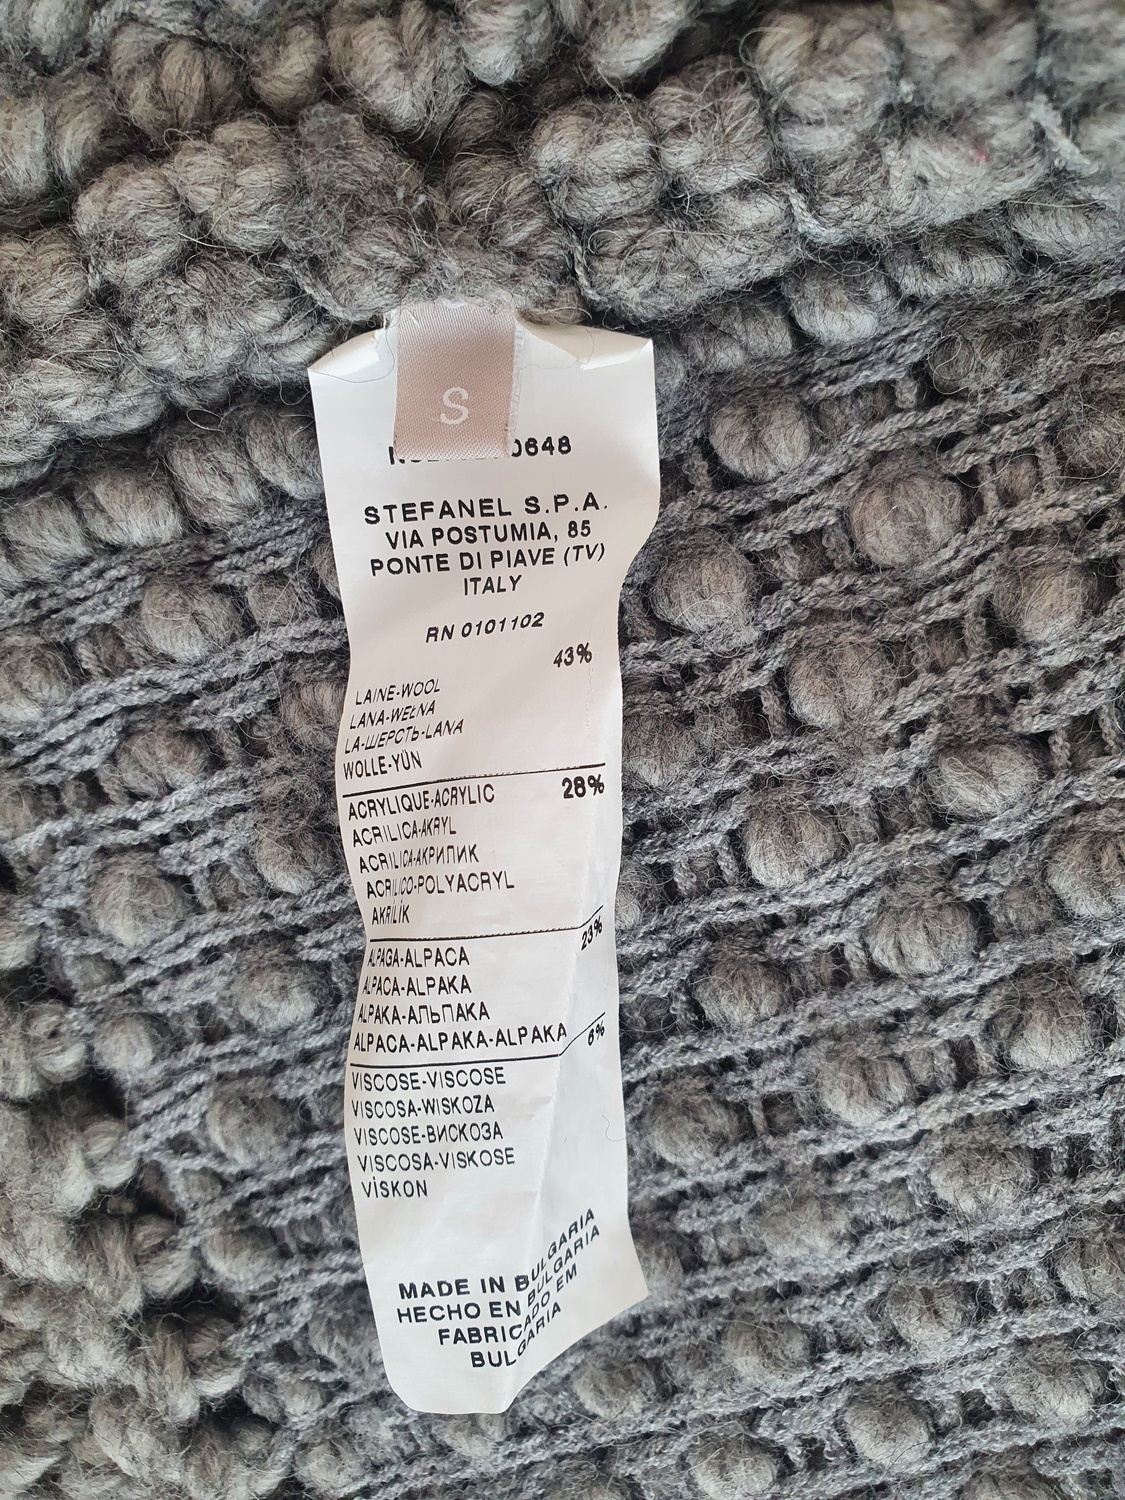 S
0648
STEFANEL S.P.A.
VIA POSTUMIA, 85
PONTE DI PIAVE (TV)
ITALY
RN 0101102
43%
LAINE-WOOL
LANA-WEŁNA
LA-ШЕРСТЬ-LANA
WOLLE-YÜN
28%
ACRYLIQUE-ACRYLIC
ACRILICA-AKRYL
ACRILICA-АКРИПИК
ACRILICO-POLYACRYL
AKRİLİK
23%
ALPAGA-ALPACA
ALPACA-ALPAKA
ALPAKA-АЛЬПАКА
ALPACA-ALPAKA-ALPAKA
6%
VISCOSE-VISCOSE
VISCOSA-WISKOZA
VISCOSE-ВИСКОЗА
VISCOSA-VISKOSE
VİSKON
MADE IN BULGARIA
HECHO EN BULGARIA
FABRICADO EM
BULGARIA